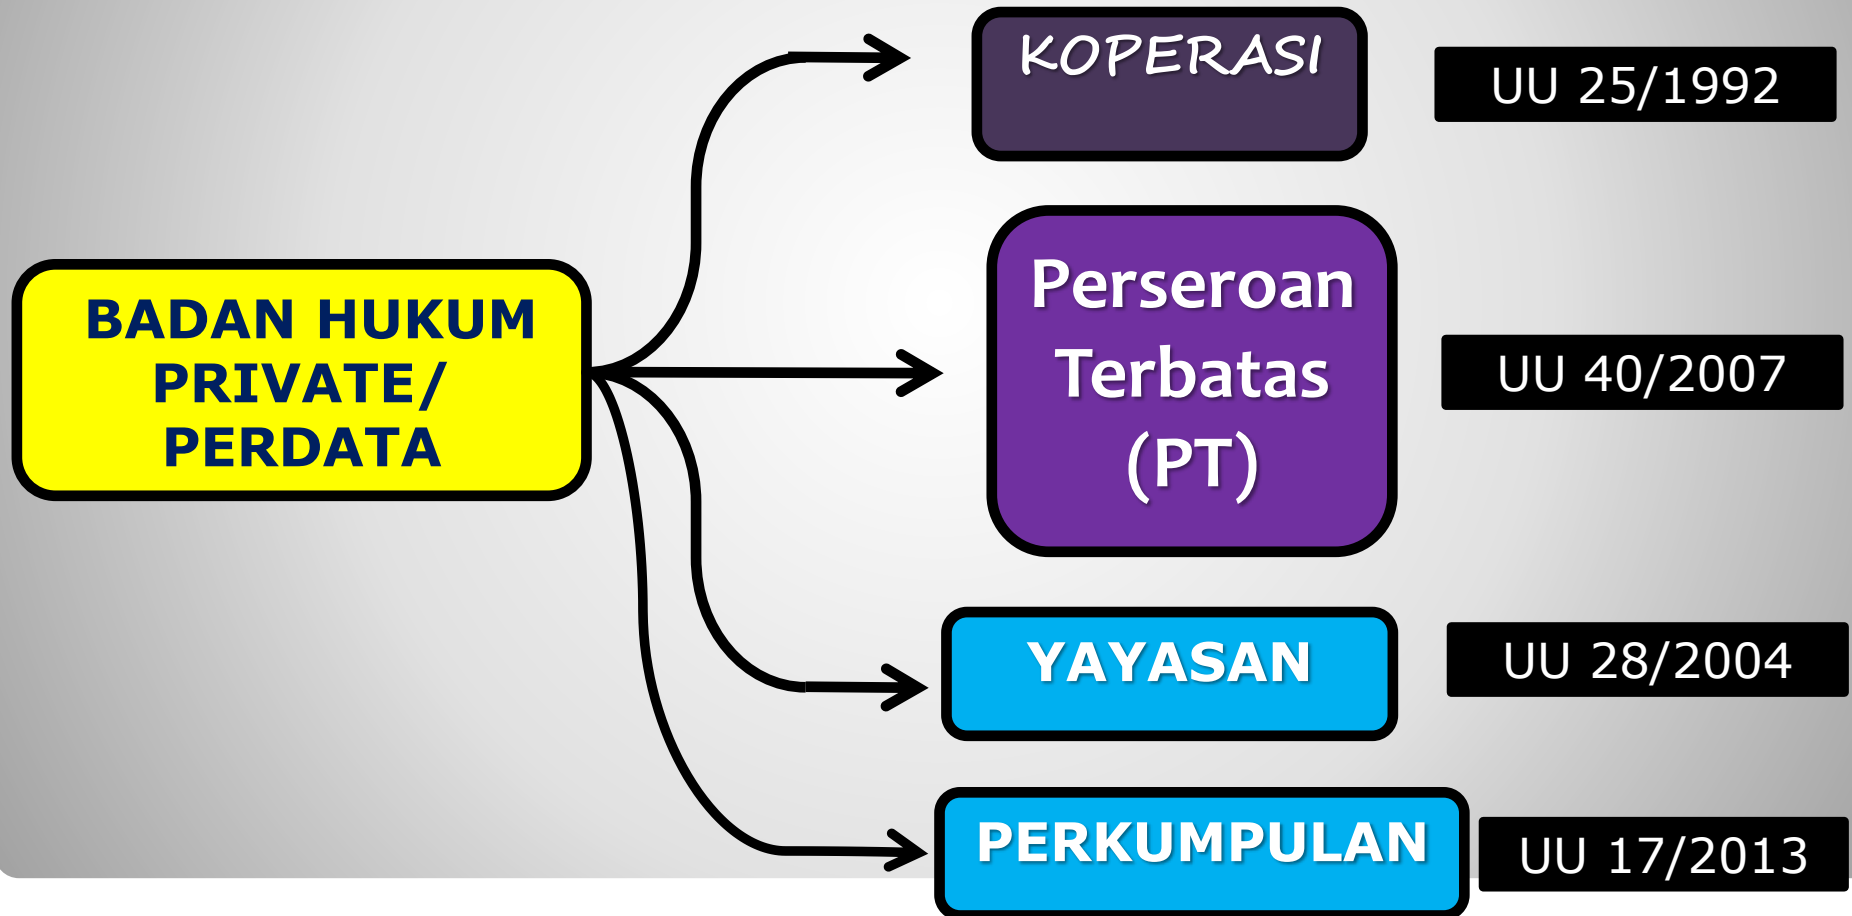 BADAN HUKUM
PRIVATE/
PERDATA
KOPERASI
UU 25/1992
Perseroan
Terbatas
(PT)
UU 40/2007
YAYASAN
UU 28/2004
PERKUMPULAN
UU 17/2013